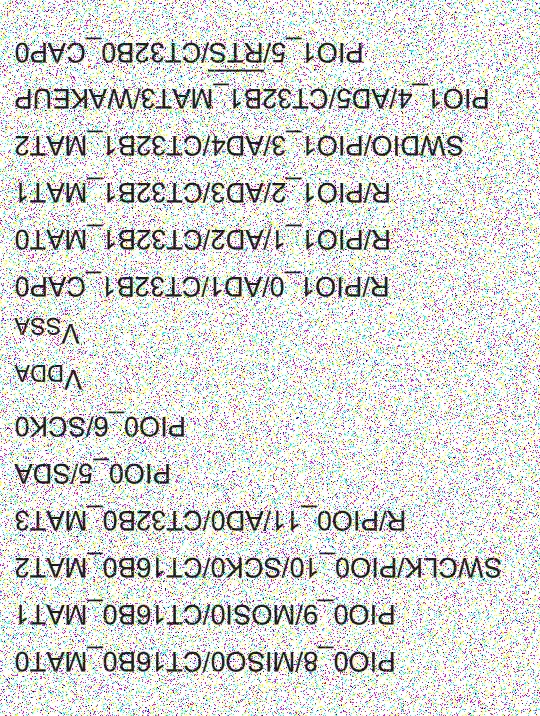 PIO0_8/MISO0/CT16B0_MAT0
PIO0_9/MOSI0/CT16B0_MAT1
SWCLK/PIO0_10/SCK0/CT16B0_MAT2
R/PIO0_11/AD0/CT32B0_MAT3
PIO0_5/SDA
PIO0_6/SCK0
VDDA
VSSA
R/PIO1_0/AD1/CT32B1_CAP0
R/PIO1_1/AD2/CT32B1_MAT0
R/PIO1_2/AD3/CT32B1_MAT1
SWDIO/PIO1_3/AD4/CT32B1_MAT2
PIO1_4/AD5/CT32B1_MAT3/WAKEUP
PIO1_5/RTS/CT32B0_CAP0